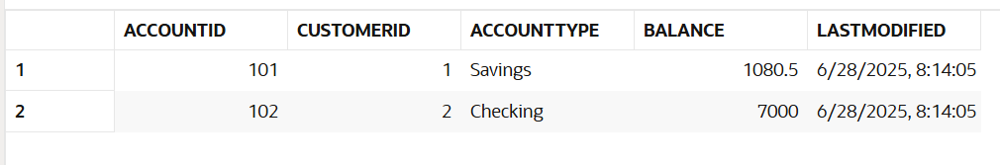 ACCOUNTID CUSTOMERID ACCOUNTTYPE BALANCE LASTMODIFIED
1 101 1 Savings 1080.5 6/28/2025, 8:14:05
2 102 2 Checking 7000 6/28/2025, 8:14:05